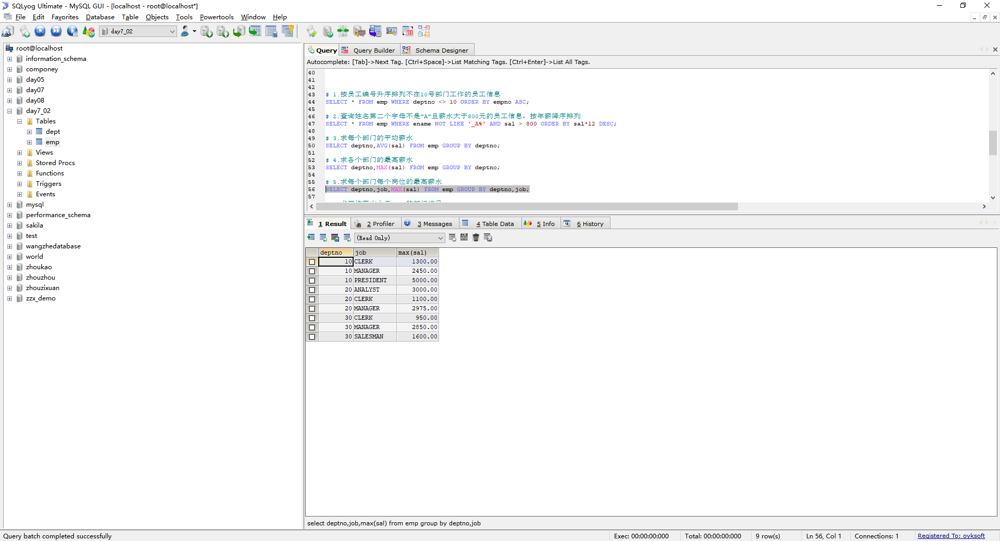 SQLyog Ultimate - MySQL GUI - [localhost - root@localhost*]
File Edit Favorites Database Table Objects Tools Powertools Window Help
day7_02
root@localhost
information_schema
componey
day05
day07
day08
day7_02
Tables
dept
emp
Views
Stored Procs
Functions
Triggers
Events
mysql
performance_schema
sakila
test
wangzhedatabase
world
zhoukao
zhouzhou
zhouzixuan
zzx_demo
Query Query Builder Schema Designer
Autocomplete: [Tab]->Next Tag. [Ctrl+Space]->List Matching Tags. [Ctrl+Enter]->List All Tags.
40
41
42
43 # 1.按员工编号升序排列不在10号部门工作的员工信息
44 SELECT * FROM emp WHERE deptno <> 10 ORDER BY empno ASC;
45
46 # 2.查询姓名第二个字母不是"A"且薪水大于800元的员工信息，按年薪降序排列
47 SELECT * FROM emp WHERE ename NOT LIKE '_A%' AND sal > 800 ORDER BY sal*12 DESC;
48
49 # 3.求每个部门的平均薪水
50 SELECT deptno,AVG(sal) FROM emp GROUP BY deptno;
51
52 # 4.求各个部门的最高薪水
53 SELECT deptno,MAX(sal) FROM emp GROUP BY deptno;
54
55 # 5.求每个部门每个岗位的最高薪水
56 SELECT deptno,job,MAX(sal) FROM emp GROUP BY deptno,job;
57
1 Result 2 Profiler 3 Messages 4 Table Data 5 Info 6 History
(Read Only)
deptno job max(sal)
10 CLERK 1300.00
10 MANAGER 2450.00
10 PRESIDENT 5000.00
20 ANALYST 3000.00
20 CLERK 1100.00
20 MANAGER 2975.00
30 CLERK 950.00
30 MANAGER 2850.00
30 SALESMAN 1600.00
select deptno,job,max(sal) from emp group by deptno,job
Query batch completed successfully Exec: 00:00:00:000 Total: 00:00:00:000 9 row(s) Ln 56, Col 1 Connections: 1 Registered To: oyksoft